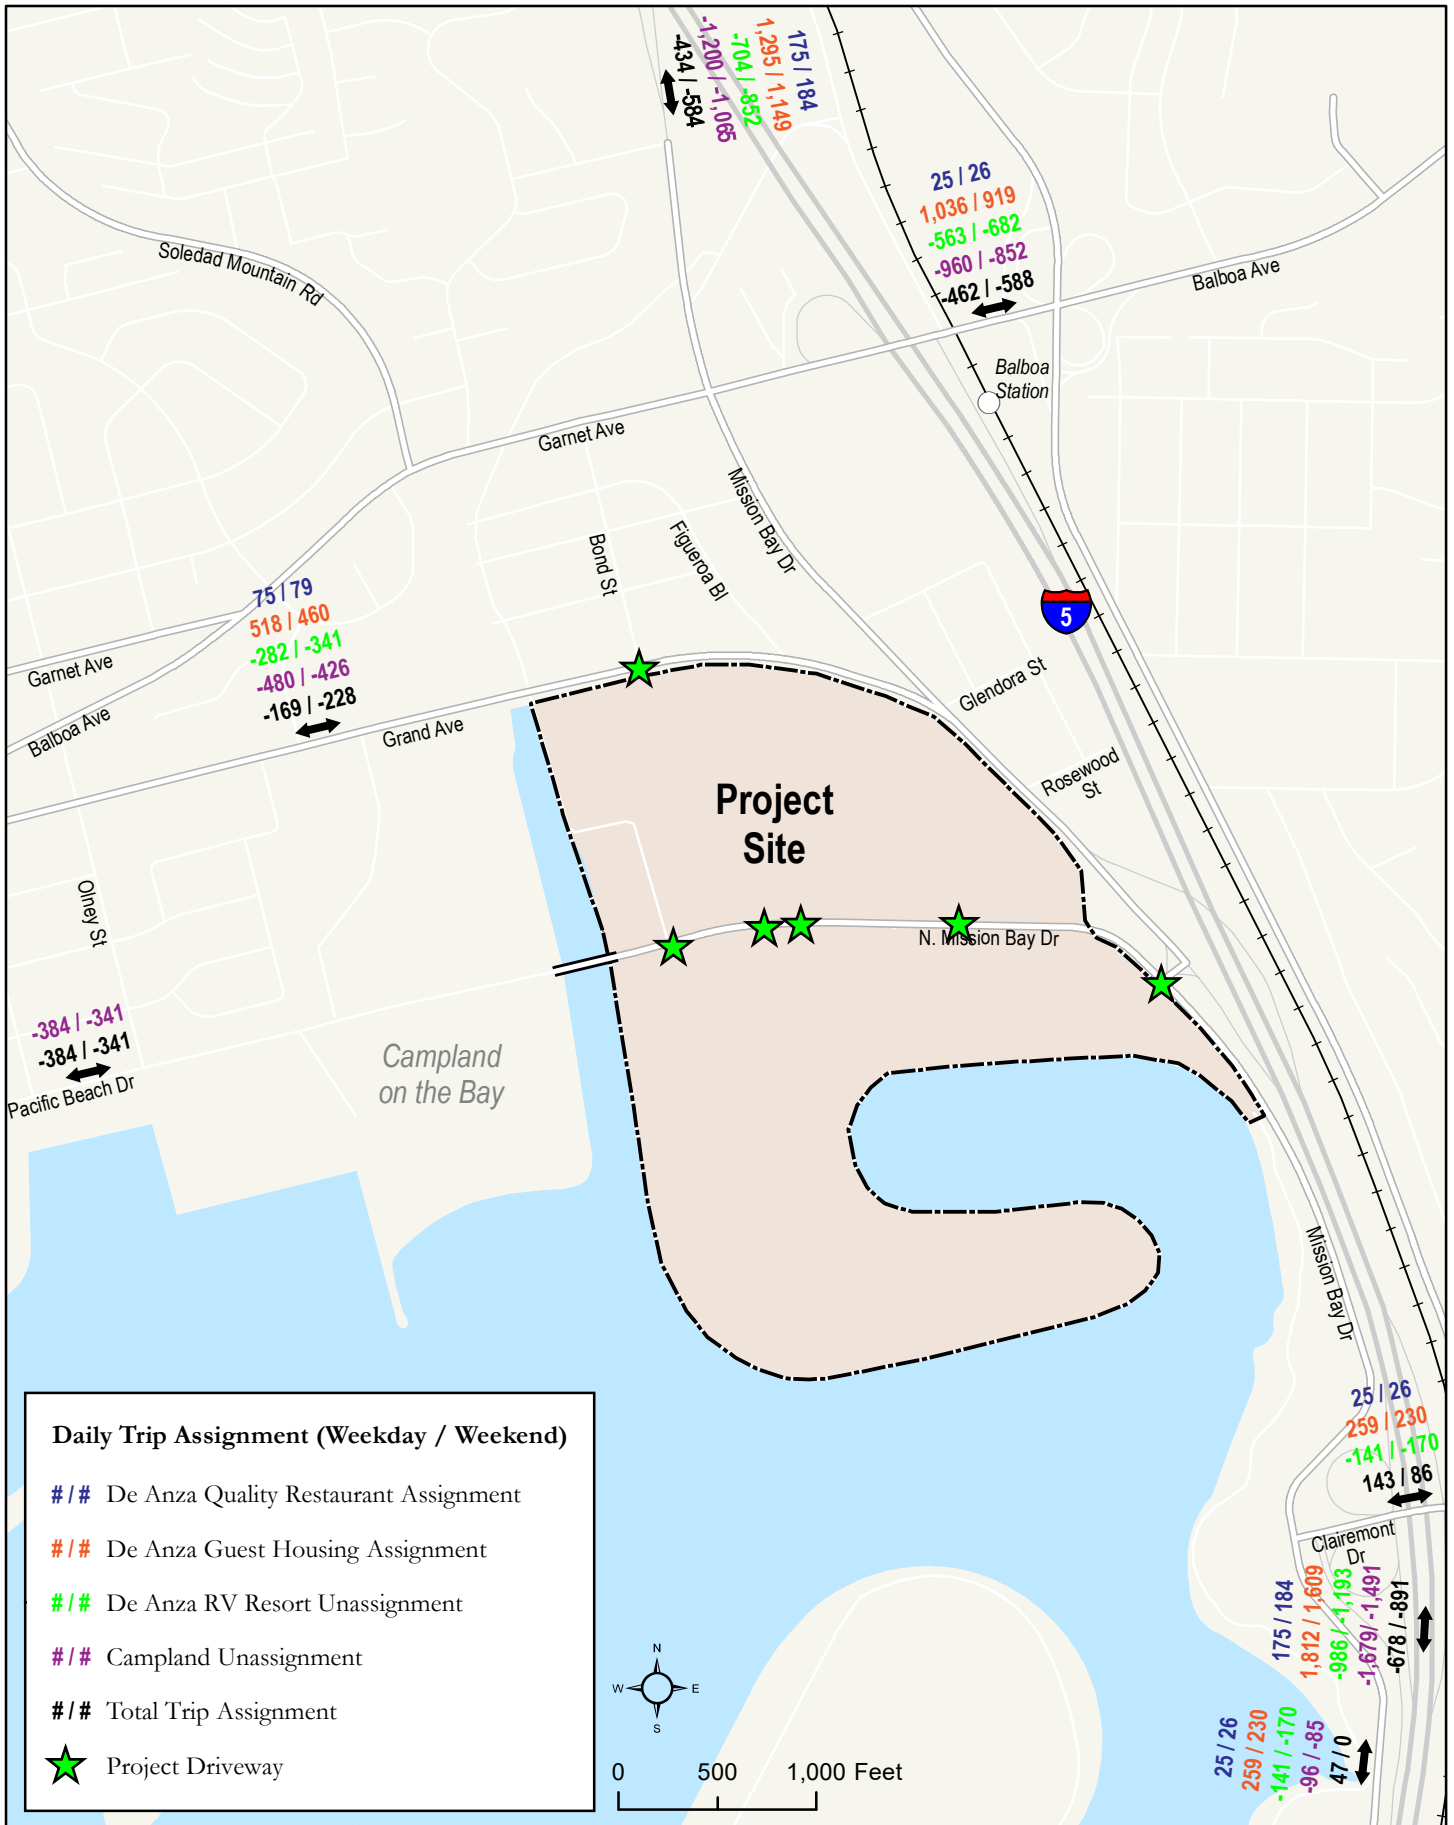 175 / 184
1,295 / 1,149
-704 / -852
-1,200 / -1,065
-434 / -584
25 / 26
1,036 / 919
-563 / -682
-960 / -852
-462 / -588
Soledad Mountain Rd
Balboa Ave
Balboa
Station
Garnet Ave
Mission Bay Dr
Figueroa Bl
Bond St
5
75 / 79
518 / 460
-282 / -341
-480 / -426
-169 / -228
Garnet Ave
Balboa Ave
Grand Ave
Glendora St
Rosewood
St
Project
Site
Olney St
N. Mission Bay Dr
-384 / -341
-384 / -341
Pacific Beach Dr
Campland
on the Bay
Mission Bay Dr
25 / 26
259 / 230
-141 / -170
143 / 86
Clairemont
Dr
175 / 184
1,812 / 1,609
-986 / -1,193
-1,679/ -1,491
-678 / -891
25 / 26
259 / 230
-141 / -170
-96 / -85
47 / 0
Daily Trip Assignment (Weekday / Weekend)
# / # De Anza Quality Restaurant Assignment
# / # De Anza Guest Housing Assignment
# / # De Anza RV Resort Unassignment
# / # Campland Unassignment
# / # Total Trip Assignment
Project Driveway
N
W E
S
0 500 1,000 Feet